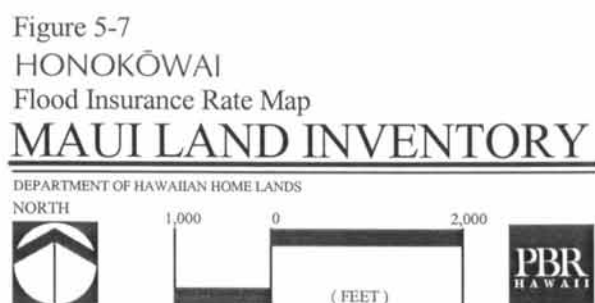 Figure 5-7
HONOKŌWAI
Flood Insurance Rate Map
MAUI LAND INVENTORY
DEPARTMENT OF HAWAIIAN HOME LANDS
NORTH
1,000 0 2,000
( FEET )
PBR
HAWAII